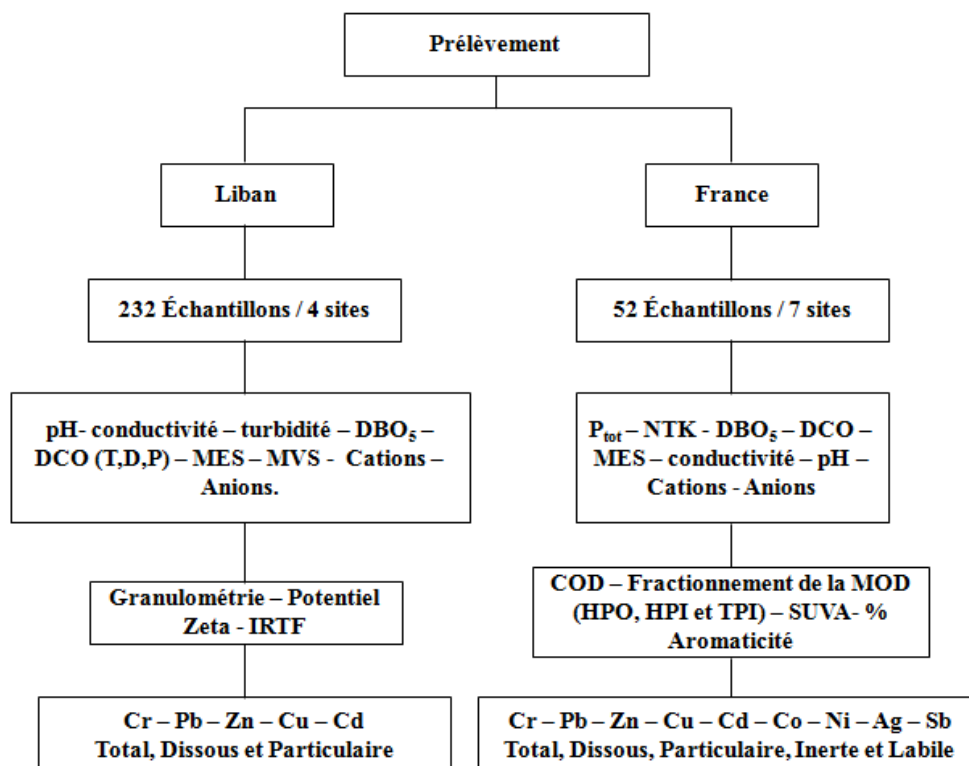 Prélèvement
Liban
France
232 Échantillons / 4 sites
52 Échantillons / 7 sites
pH- conductivité – turbidité – DBO₅ –
DCO (T,D,P) – MES – MVS - Cations –
Anions.
Pₜₒₜ – NTK - DBO₅ – DCO –
MES – conductivité – pH –
Cations - Anions
Granulométrie – Potentiel
Zeta - IRTF
COD – Fractionnement de la MOD
(HPO, HPI et TPI) – SUVA- %
Aromaticité
Cr – Pb – Zn – Cu – Cd
Total, Dissous et Particulaire
Cr – Pb – Zn – Cu – Cd – Co – Ni – Ag – Sb
Total, Dissous, Particulaire, Inerte et Labile